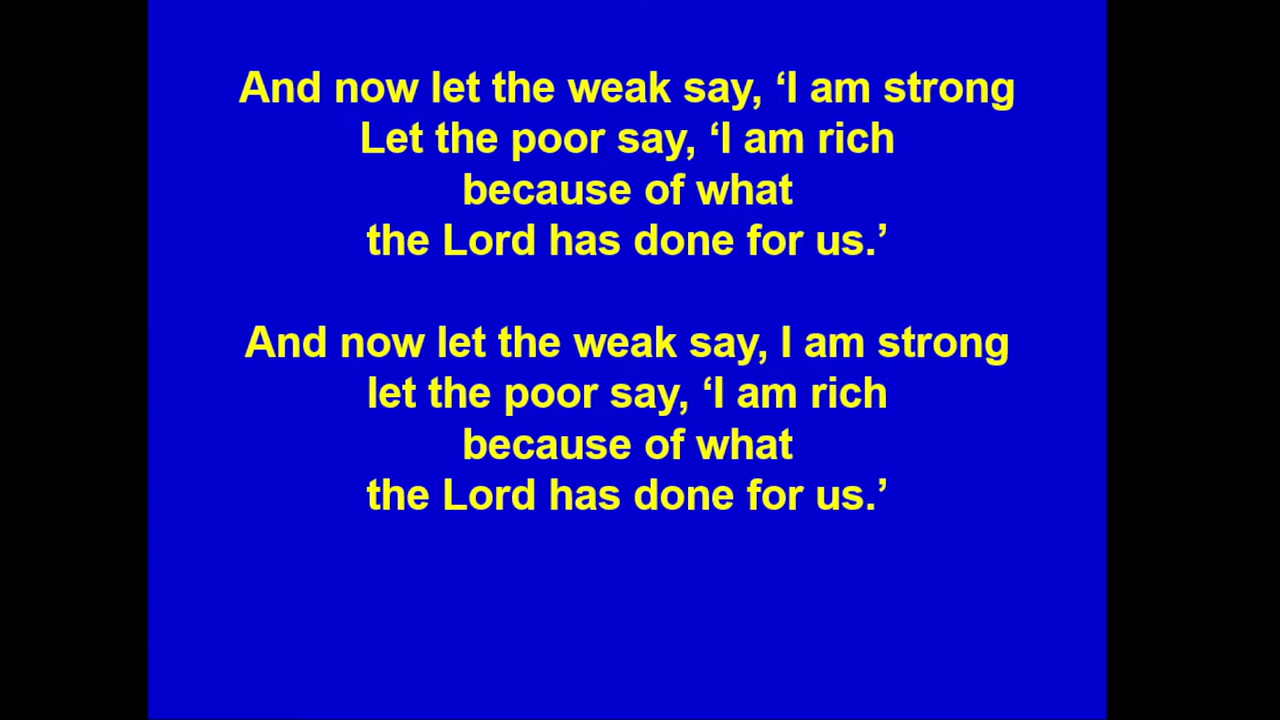 And now let the weak say, ‘I am strong
Let the poor say, ‘I am rich
because of what
the Lord has done for us.’
And now let the weak say, I am strong
let the poor say, ‘I am rich
because of what
the Lord has done for us.’